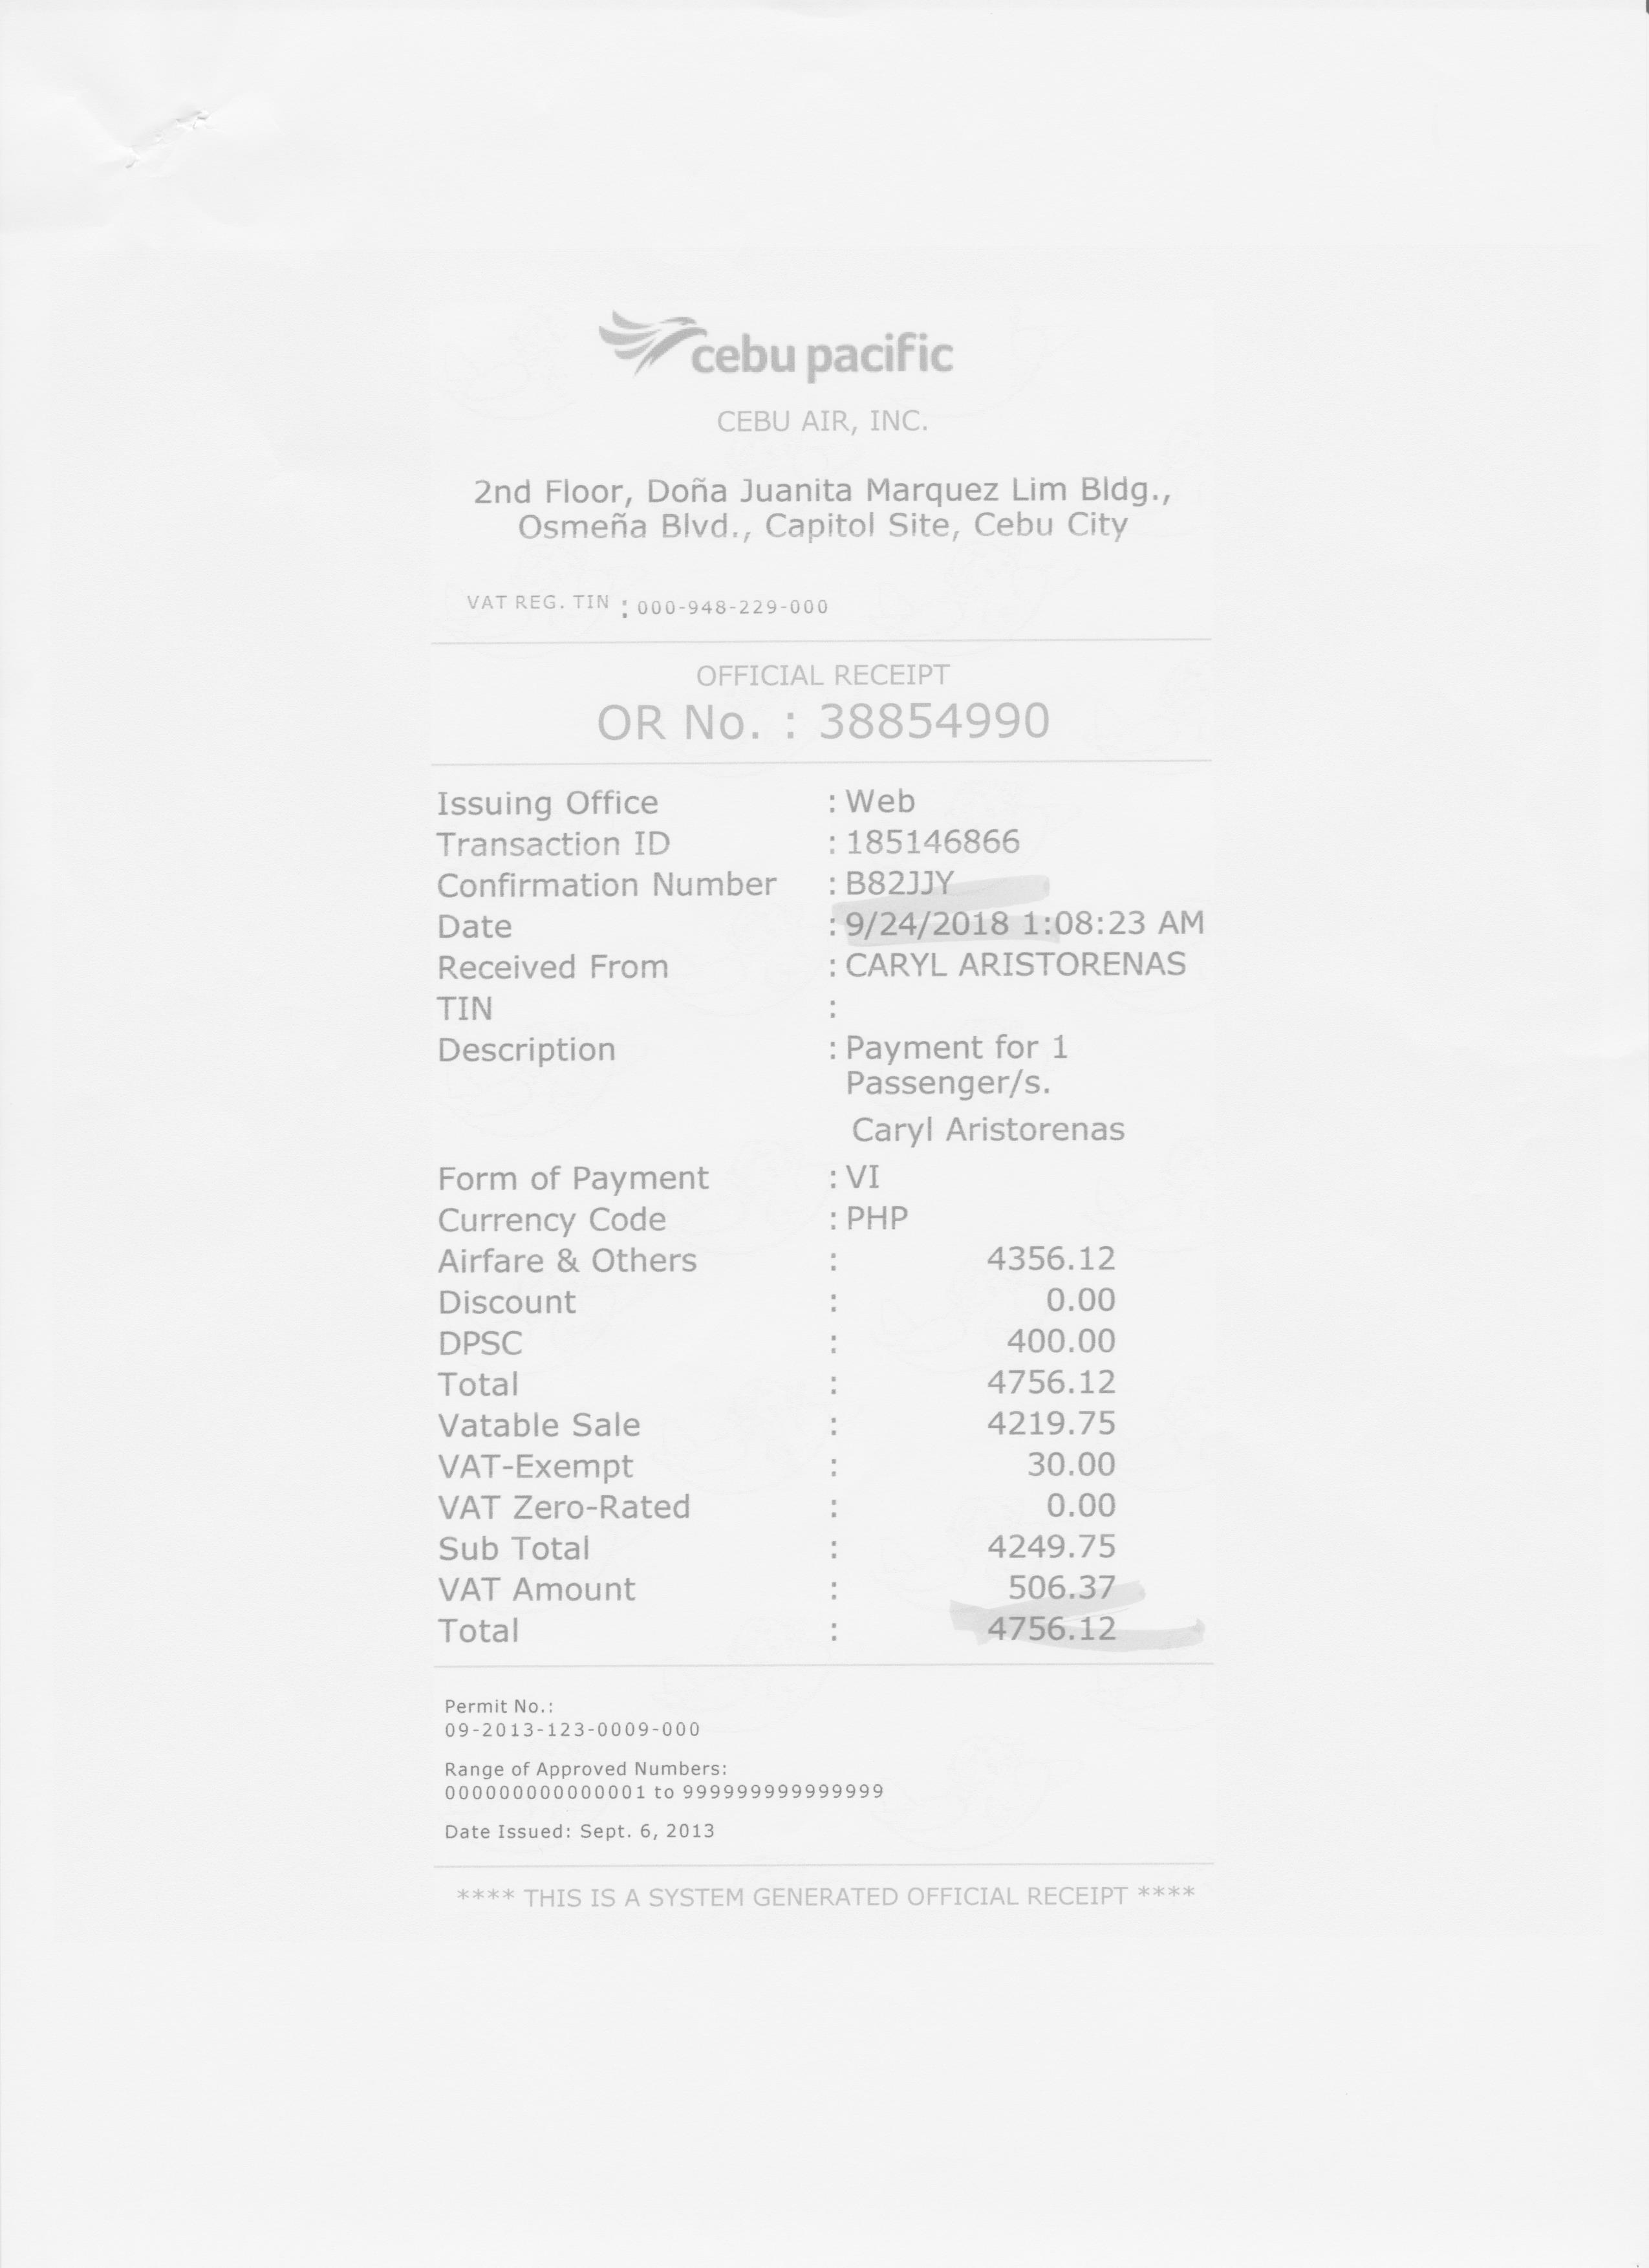 cebu pacific
CEBU AIR, INC.
2nd Floor, Doña Juanita Marquez Lim Bldg.,
Osmeña Blvd., Capitol Site, Cebu City
VAT REG. TIN : 000-948-229-000
OFFICIAL RECEIPT
OR No. : 38854990
Issuing Office : Web
Transaction ID : 185146866
Confirmation Number : B82JJY
Date : 9/24/2018 1:08:23 AM
Received From : CARYL ARISTORENAS
TIN :
Description : Payment for 1
Passenger/s.
Caryl Aristorenas
Form of Payment : VI
Currency Code : PHP
Airfare & Others : 4356.12
Discount : 0.00
DPSC : 400.00
Total : 4756.12
Vatable Sale : 4219.75
VAT-Exempt : 30.00
VAT Zero-Rated : 0.00
Sub Total : 4249.75
VAT Amount : 506.37
Total : 4756.12
Permit No.:
09-2013-123-0009-000
Range of Approved Numbers:
000000000000001 to 999999999999999
Date Issued: Sept. 6, 2013
**** THIS IS A SYSTEM GENERATED OFFICIAL RECEIPT ****